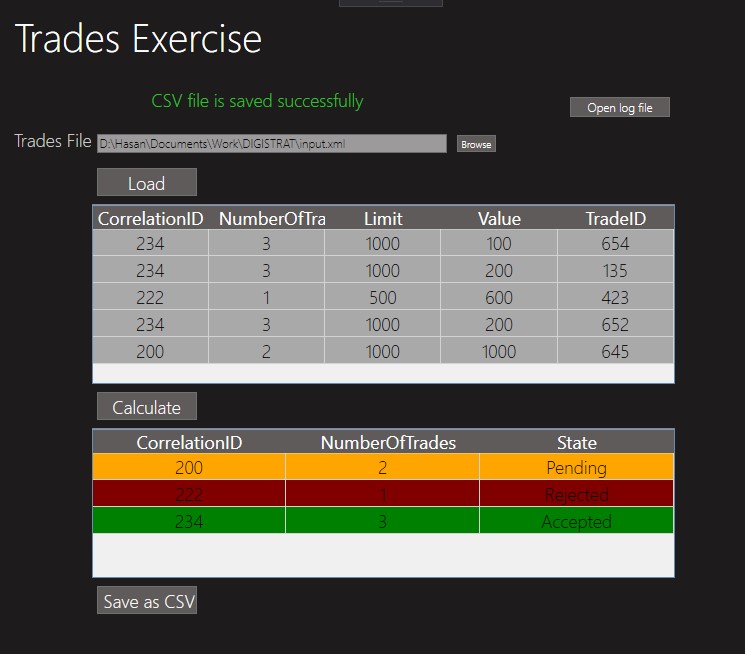 Trades Exercise
CSV file is saved successfully
Open log file
Trades File D:\Hasan\Documents\Work\DIGISTRAT\input.xml Browse
Load
CorrelationID NumberOfTra Limit Value TradeID
234 3 1000 100 654
234 3 1000 200 135
222 1 500 600 423
234 3 1000 200 652
200 2 1000 1000 645
Calculate
CorrelationID NumberOfTrades State
200 2 Pending
222 1 Rejected
234 3 Accepted
Save as CSV